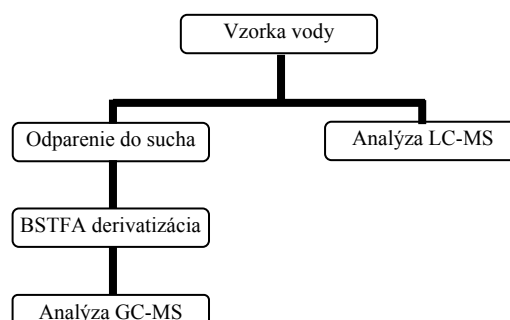 Vzorka vody
Odparenie do sucha
Analýza LC-MS
BSTFA derivatizácia
Analýza GC-MS